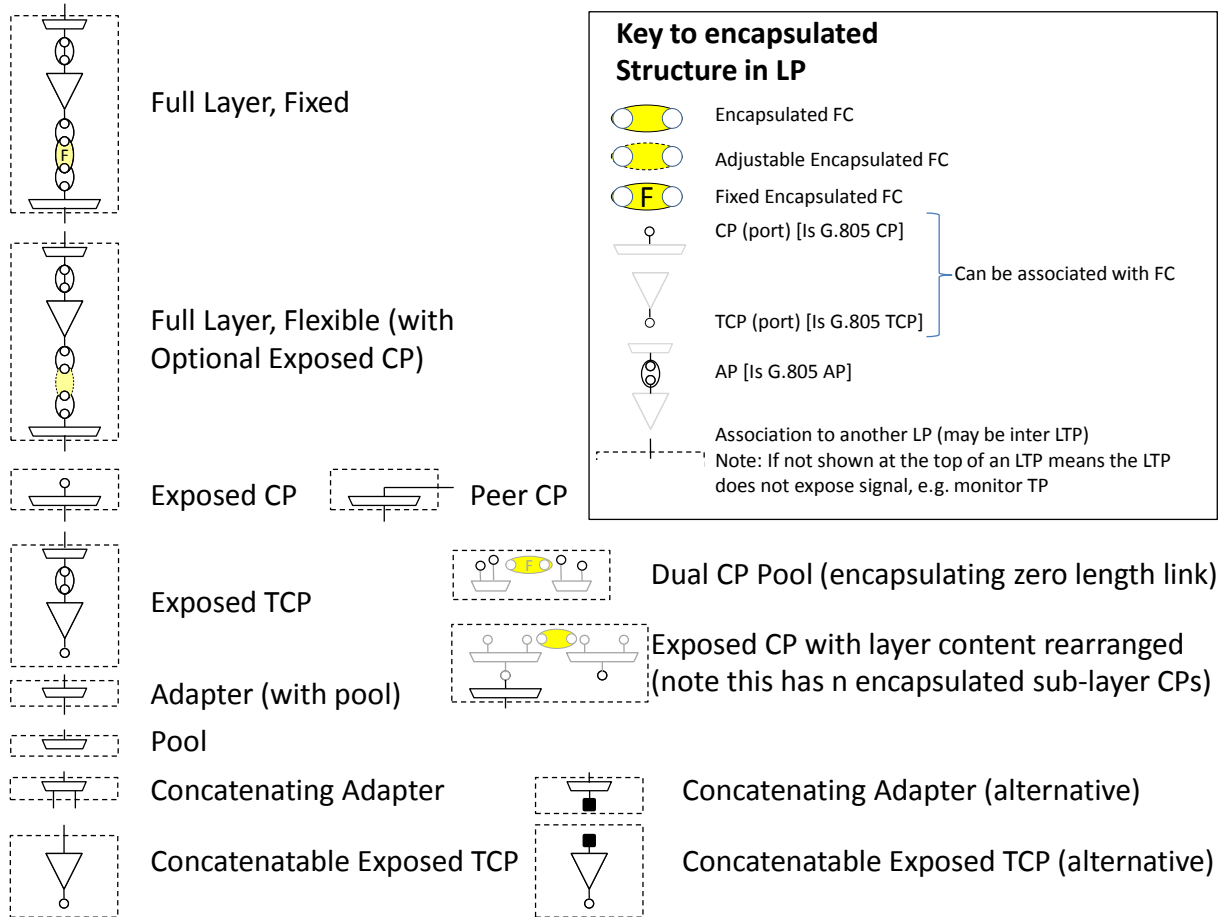 Full Layer, Fixed
F
Full Layer, Flexible (with
Optional Exposed CP)
Exposed CP
Peer CP
Exposed TCP
Adapter (with pool)
Pool
Concatenating Adapter
Concatenatable Exposed TCP
Key to encapsulated
Structure in LP
Encapsulated FC
Adjustable Encapsulated FC
F
Fixed Encapsulated FC
CP (port) [Is G.805 CP]
Can be associated with FC
TCP (port) [Is G.805 TCP]
AP [Is G.805 AP]
Association to another LP (may be inter LTP)
Note: If not shown at the top of an LTP means the LTP
does not expose signal, e.g. monitor TP
F
Dual CP Pool (encapsulating zero length link)
Exposed CP with layer content rearranged
(note this has n encapsulated sub-layer CPs)
Concatenating Adapter (alternative)
Concatenatable Exposed TCP (alternative)